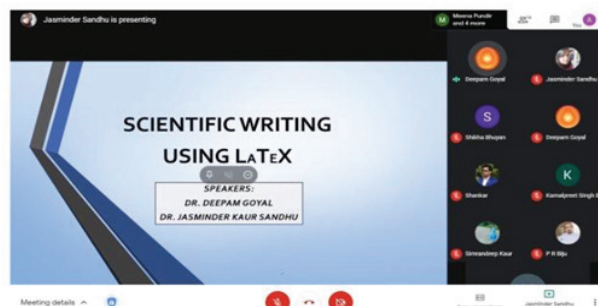 Jasminder Sandhu is presenting
M
Meena Pundir
and 4 more
You
S
SCIENTIFIC WRITING
USING LATEX
SPEAKERS:
DR. DEEPAM GOYAL
DR. JASMINDER KAUR SANDHU
Deepam Goyal
Jasminder Sandhu
S
Shikha Bhuyan
Deepam Goyal
Shankar
K
Kamalpreet Singh
Simrandeep Kaur
P R Biju
Meeting details
Jasminder Sandhu